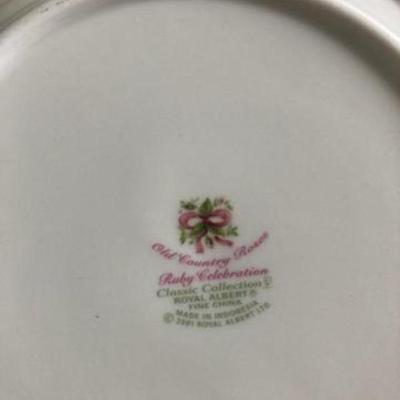 Old Country Roses
Ruby Celebration
Classic Collection ©
ROYAL ALBERT ®
FINE CHINA
MADE IN INDONESIA
© 2001 ROYAL ALBERT LTD.